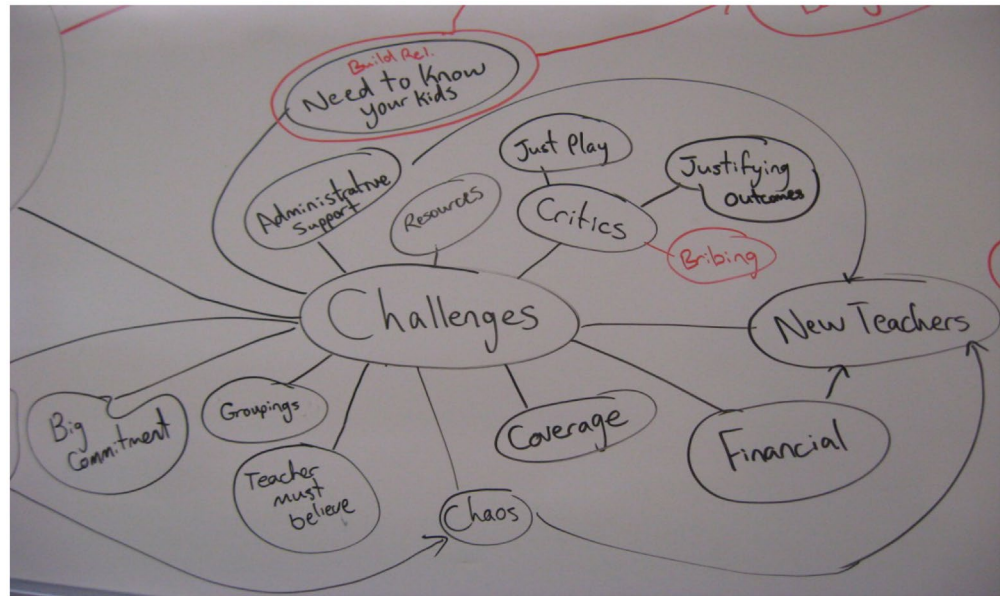 Build Rel.
Need to Know
your kids
Just Play
Justifying
Outcomes
Administrative
Support
Resources
Critics
Bribing
Challenges
New Teachers
Big
Commitment
Groupings
Coverage
Financial
Teacher
must
believe
Chaos